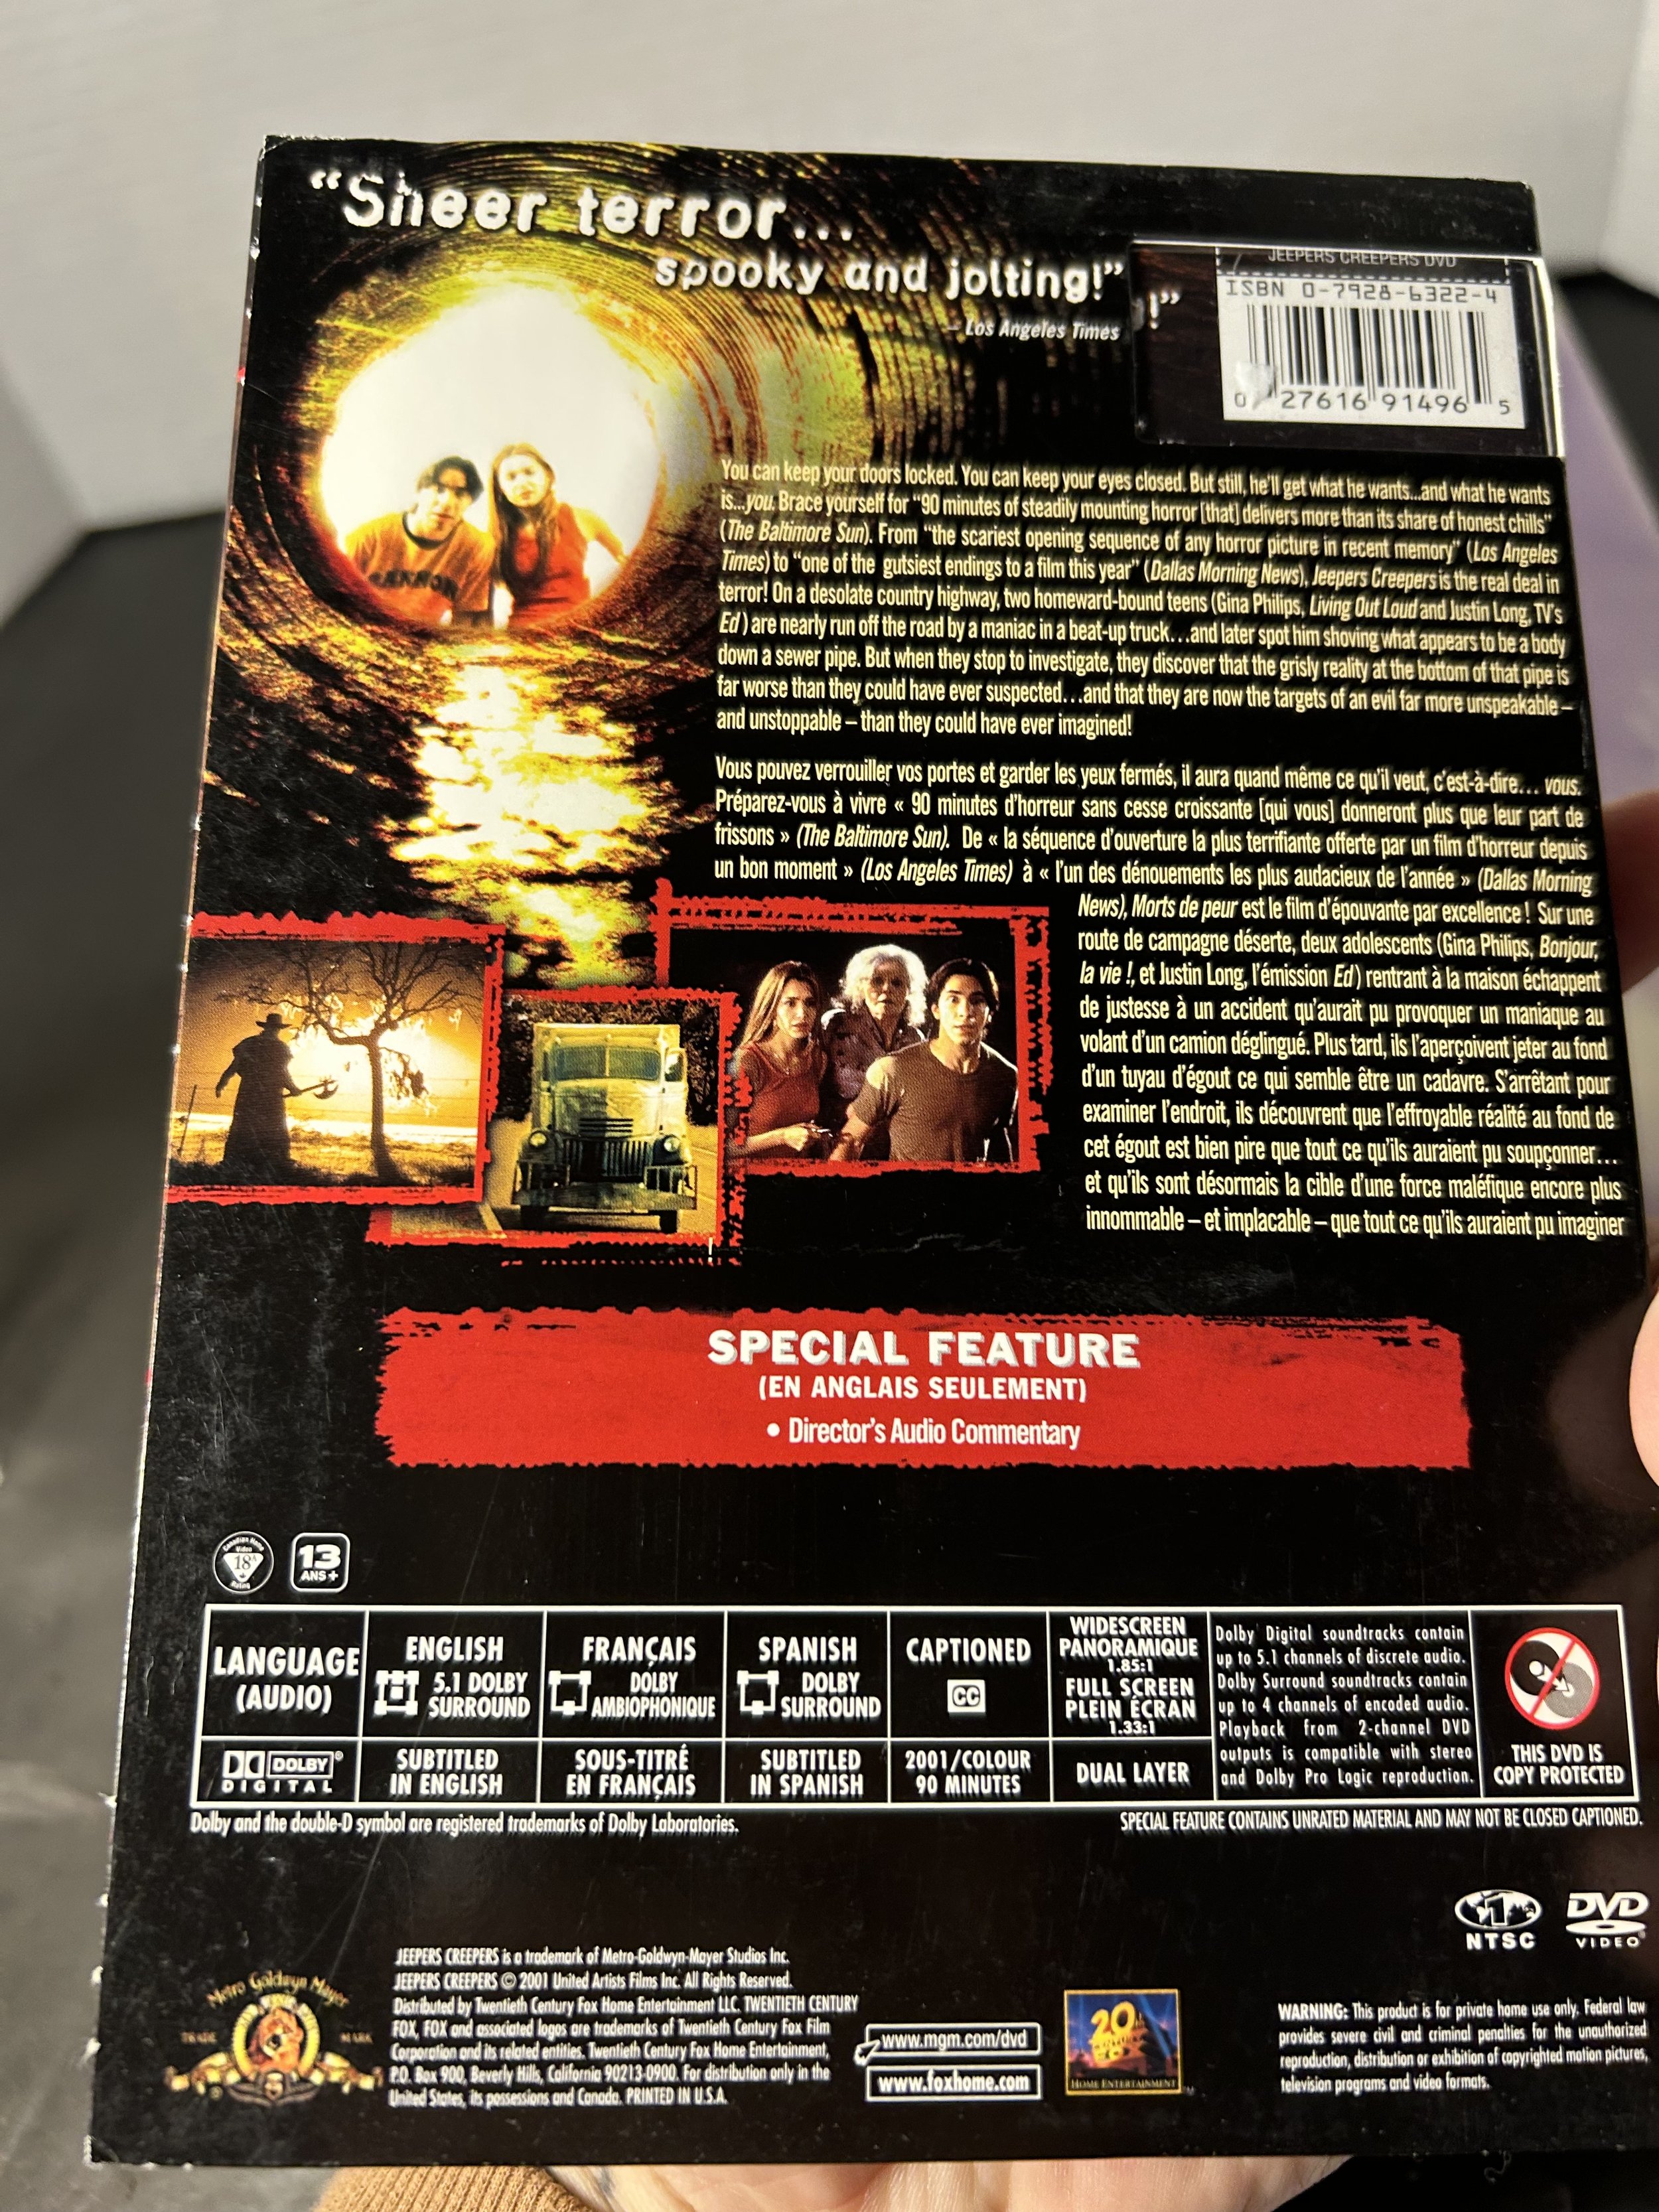 “Sheer terror...
spooky and jolting!”
– Los Angeles Times
!”
JEEPERS CREEPERS DVD
ISBN 0-7928-6322-4
0 27616 91496 5
You can keep your doors locked. You can keep your eyes closed. But still, he'll get what he wants...and what he wants
is...you. Brace yourself for “90 minutes of steadily mounting horror [that] delivers more than its share of honest chills”
(The Baltimore Sun). From “the scariest opening sequence of any horror picture in recent memory” (Los Angeles
Times) to “one of the gutsiest endings to a film this year” (Dallas Morning News), Jeepers Creepers is the real deal in
terror! On a desolate country highway, two homeward-bound teens (Gina Philips, Living Out Loud and Justin Long, TV's
Ed) are nearly run off the road by a maniac in a beat-up truck...and later spot him shoving what appears to be a body
down a sewer pipe. But when they stop to investigate, they discover that the grisly reality at the bottom of that pipe is
far worse than they could have ever suspected...and that they are now the targets of an evil far more unspeakable –
and unstoppable – than they could have ever imagined!
Vous pouvez verrouiller vos portes et garder les yeux fermés, il aura quand même ce qu'il veut, c'est-à-dire... vous.
Préparez-vous à vivre « 90 minutes d'horreur sans cesse croissante [qui vous] donneront plus que leur part de
frissons » (The Baltimore Sun). De « la séquence d'ouverture la plus terrifiante offerte par un film d'horreur depuis
un bon moment » (Los Angeles Times) à « l'un des dénouements les plus audacieux de l'année » (Dallas Morning
News), Morts de peur est le film d'épouvante par excellence ! Sur une
route de campagne déserte, deux adolescents (Gina Philips, Bonjour,
la vie !, et Justin Long, l'émission Ed) rentrant à la maison échappent
de justesse à un accident qu'aurait pu provoquer un maniaque au
volant d'un camion déglingué. Plus tard, ils l'aperçoivent jeter au fond
d'un tuyau d'égout ce qui semble être un cadavre. S'arrêtant pour
examiner l'endroit, ils découvrent que l'effroyable réalité au fond de
cet égout est bien pire que tout ce qu'ils auraient pu soupçonner...
et qu'ils sont désormais la cible d'une force maléfique encore plus
innommable – et implacable – que tout ce qu'ils auraient pu imaginer
SPECIAL FEATURE
(EN ANGLAIS SEULEMENT)
• Director's Audio Commentary
Canadian Home
Video
18A
Rating
13
ANS+
LANGUAGE
(AUDIO)
ENGLISH
5.1 DOLBY
SURROUND
FRANÇAIS
DOLBY
AMBIOPHONIQUE
SPANISH
DOLBY
SURROUND
CAPTIONED
CC
WIDESCREEN
PANORAMIQUE
1.85:1
FULL SCREEN
PLEIN ÉCRAN
1.33:1
Dolby Digital soundtracks contain
up to 5.1 channels of discrete audio.
Dolby Surround soundtracks contain
up to 4 channels of encoded audio.
Playback from 2-channel DVD
outputs is compatible with stereo
and Dolby Pro Logic reproduction.
THIS DVD IS
COPY PROTECTED
DOLBY®
DIGITAL
SUBTITLED
IN ENGLISH
SOUS-TITRÉ
EN FRANÇAIS
SUBTITLED
IN SPANISH
2001/COLOUR
90 MINUTES
DUAL LAYER
Dolby and the double-D symbol are registered trademarks of Dolby Laboratories.
SPECIAL FEATURE CONTAINS UNRATED MATERIAL AND MAY NOT BE CLOSED CAPTIONED.
1
NTSC
DVD
VIDEO
Metro Goldwyn Mayer
TRADE MARK
JEEPERS CREEPERS is a trademark of Metro-Goldwyn-Mayer Studios Inc.
JEEPERS CREEPERS © 2001 United Artists Films Inc. All Rights Reserved.
Distributed by Twentieth Century Fox Home Entertainment LLC. TWENTIETH CENTURY
FOX, FOX and associated logos are trademarks of Twentieth Century Fox Film
Corporation and its related entities. Twentieth Century Fox Home Entertainment,
P.O. Box 900, Beverly Hills, California 90213-0900. For distribution only in the
United States, its possessions and Canada. PRINTED IN U.S.A.
www.mgm.com/dvd
www.foxhome.com
20th
CENTURY
FOX
HOME ENTERTAINMENT
WARNING: This product is for private home use only. Federal law
provides severe civil and criminal penalties for the unauthorized
reproduction, distribution or exhibition of copyrighted motion pictures,
television programs and video formats.